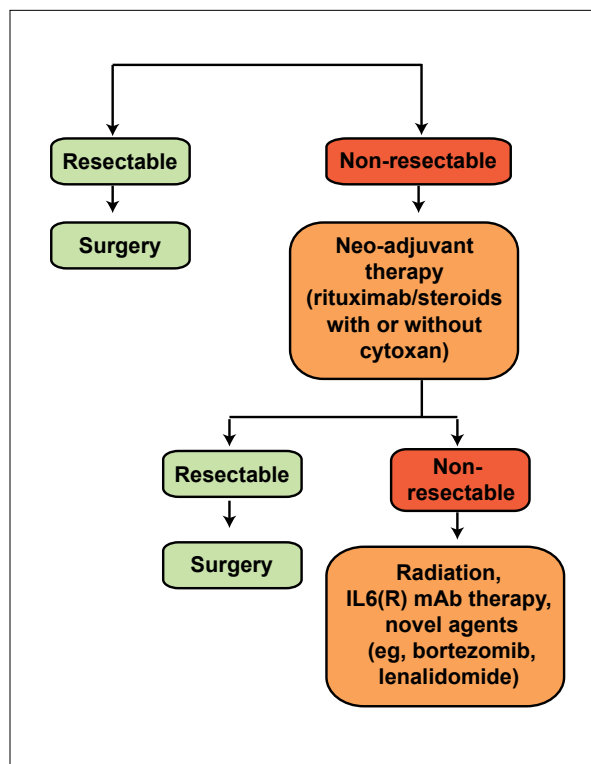 Resectable
Non-resectable
Surgery
Neo-adjuvant
therapy
(rituximab/steroids
with or without
cytoxan)
Resectable
Non-
resectable
Surgery
Radiation,
IL6(R) mAb therapy,
novel agents
(eg, bortezomib,
lenalidomide)